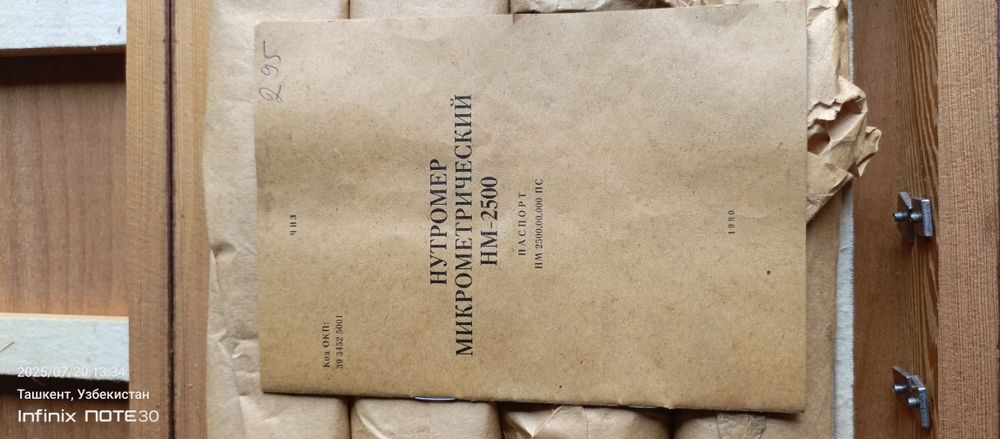 295
ЧИЗ
Код ОКП:
39 3452 5001
НУТРОМЕР
МИКРОМЕТРИЧЕСКИЙ
НМ-2500
ПАСПОРТ
НМ 2500.00.000 ПС
1980
2025/07/20 13:34
Ташкент, Узбекистан
Infinix NOTE30